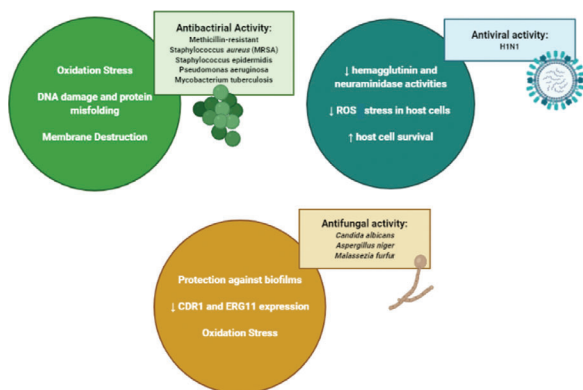 Antibactirial Activity:
Methicillin-resistant
Staphylococcus aureus (MRSA)
Staphylococcus epidermidis
Pseudomonas aeruginosa
Mycobacterium tuberculosis
Oxidation Stress
DNA damage and protein
misfolding
Membrane Destruction
Antiviral activity:
H1N1
↓ hemagglutinin and
neuraminidase activities
↓ ROS stress in host cells
↑ host cell survival
Antifungal activity:
Candida albicans
Aspergillus niger
Malassezia furfur
Protection against biofilms
↓ CDR1 and ERG11 expression
Oxidation Stress